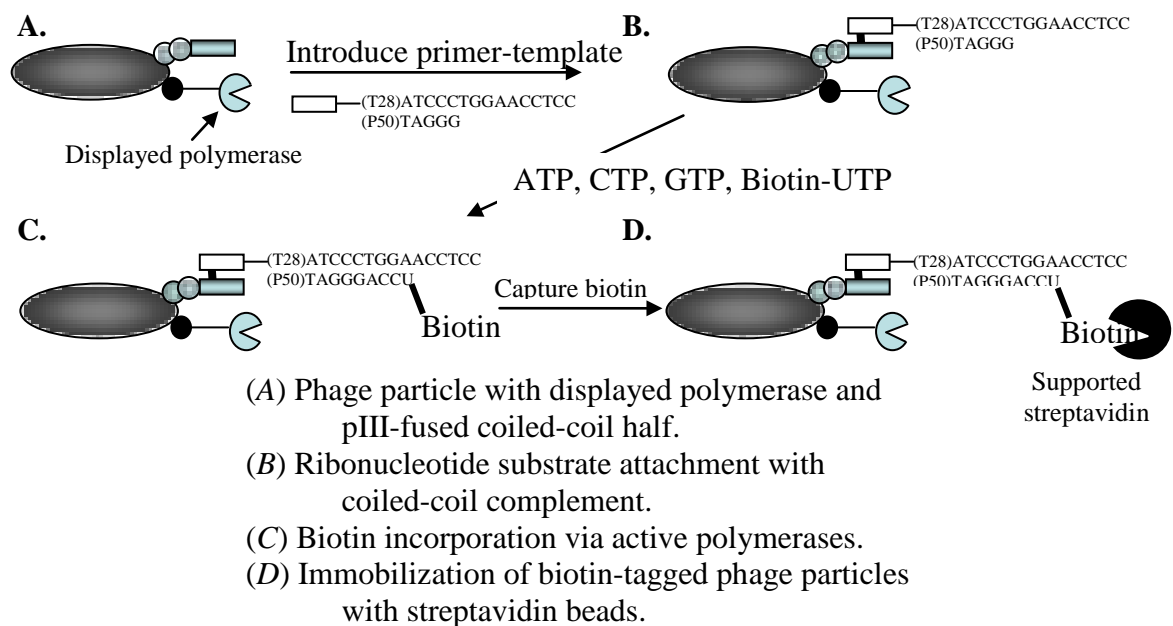 A.
Introduce primer-template
(T28)ATCCCTGGAACCTCC
(P50)TAGGG
Displayed polymerase
B.
(T28)ATCCCTGGAACCTCC
(P50)TAGGG
ATP, CTP, GTP, Biotin-UTP
C.
(T28)ATCCCTGGAACCTCC
(P50)TAGGGACCU
Biotin
Capture biotin
D.
(T28)ATCCCTGGAACCTCC
(P50)TAGGGACCU
Biotin
Supported
streptavidin
(A) Phage particle with displayed polymerase and
pIII-fused coiled-coil half.
(B) Ribonucleotide substrate attachment with
coiled-coil complement.
(C) Biotin incorporation via active polymerases.
(D) Immobilization of biotin-tagged phage particles
with streptavidin beads.